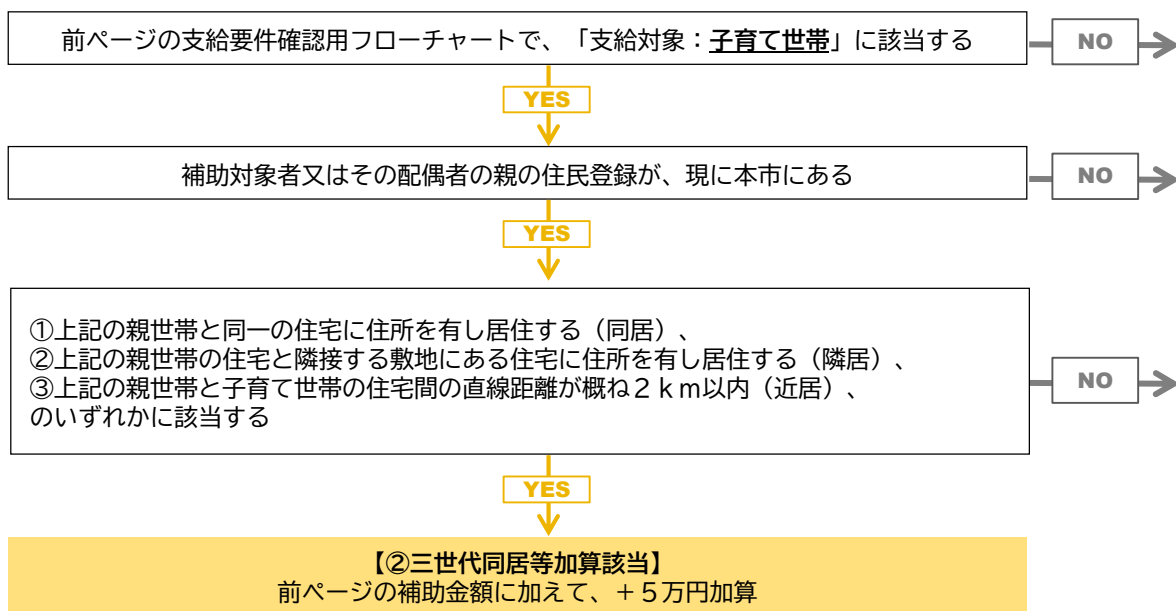 前ページの支給要件確認用フローチャートで、「支給対象：子育て世帯」に該当する
NO
YES
補助対象者又はその配偶者の親の住民登録が、現に本市にある
NO
YES
①上記の親世帯と同一の住宅に住所を有し居住する（同居）、
②上記の親世帯の住宅と隣接する敷地にある住宅に住所を有し居住する（隣居）、
③上記の親世帯と子育て世帯の住宅間の直線距離が概ね２ｋｍ以内（近居）、
のいずれかに該当する
NO
YES
【②三世代同居等加算該当】
前ページの補助金額に加えて、＋５万円加算